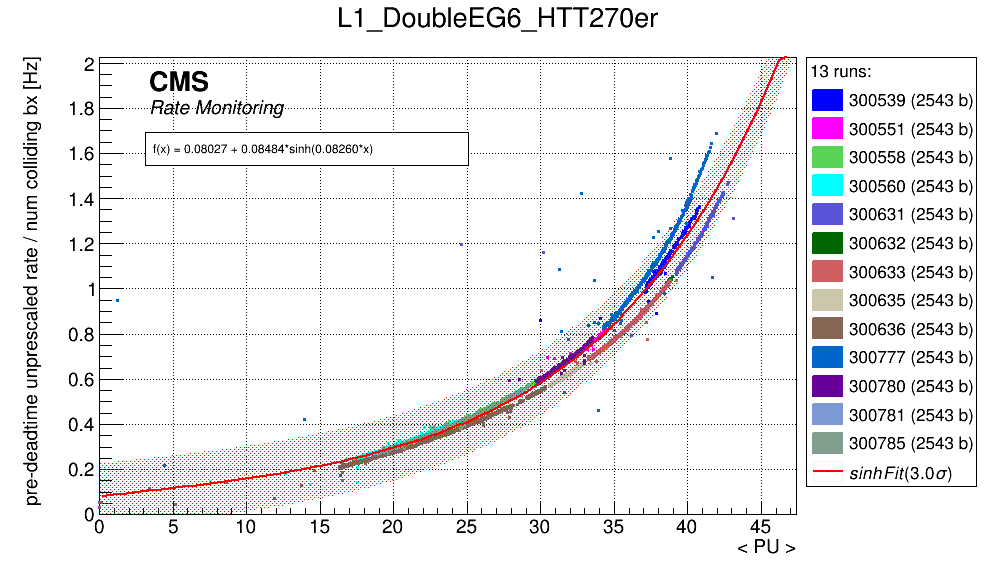 L1_DoubleEG6_HTT270er
pre-deadtime unprescaled rate / num colliding bx [Hz]
CMS
Rate Monitoring
f(x) = 0.08027 + 0.08484*sinh(0.08260*x)
2
1.8
1.6
1.4
1.2
1
0.8
0.6
0.4
0.2
0
0 5 10 15 20 25 30 35 40 45
< PU >
13 runs:
300539 (2543 b)
300551 (2543 b)
300558 (2543 b)
300560 (2543 b)
300631 (2543 b)
300632 (2543 b)
300633 (2543 b)
300635 (2543 b)
300636 (2543 b)
300777 (2543 b)
300780 (2543 b)
300781 (2543 b)
300785 (2543 b)
sinhFit(3.0σ)